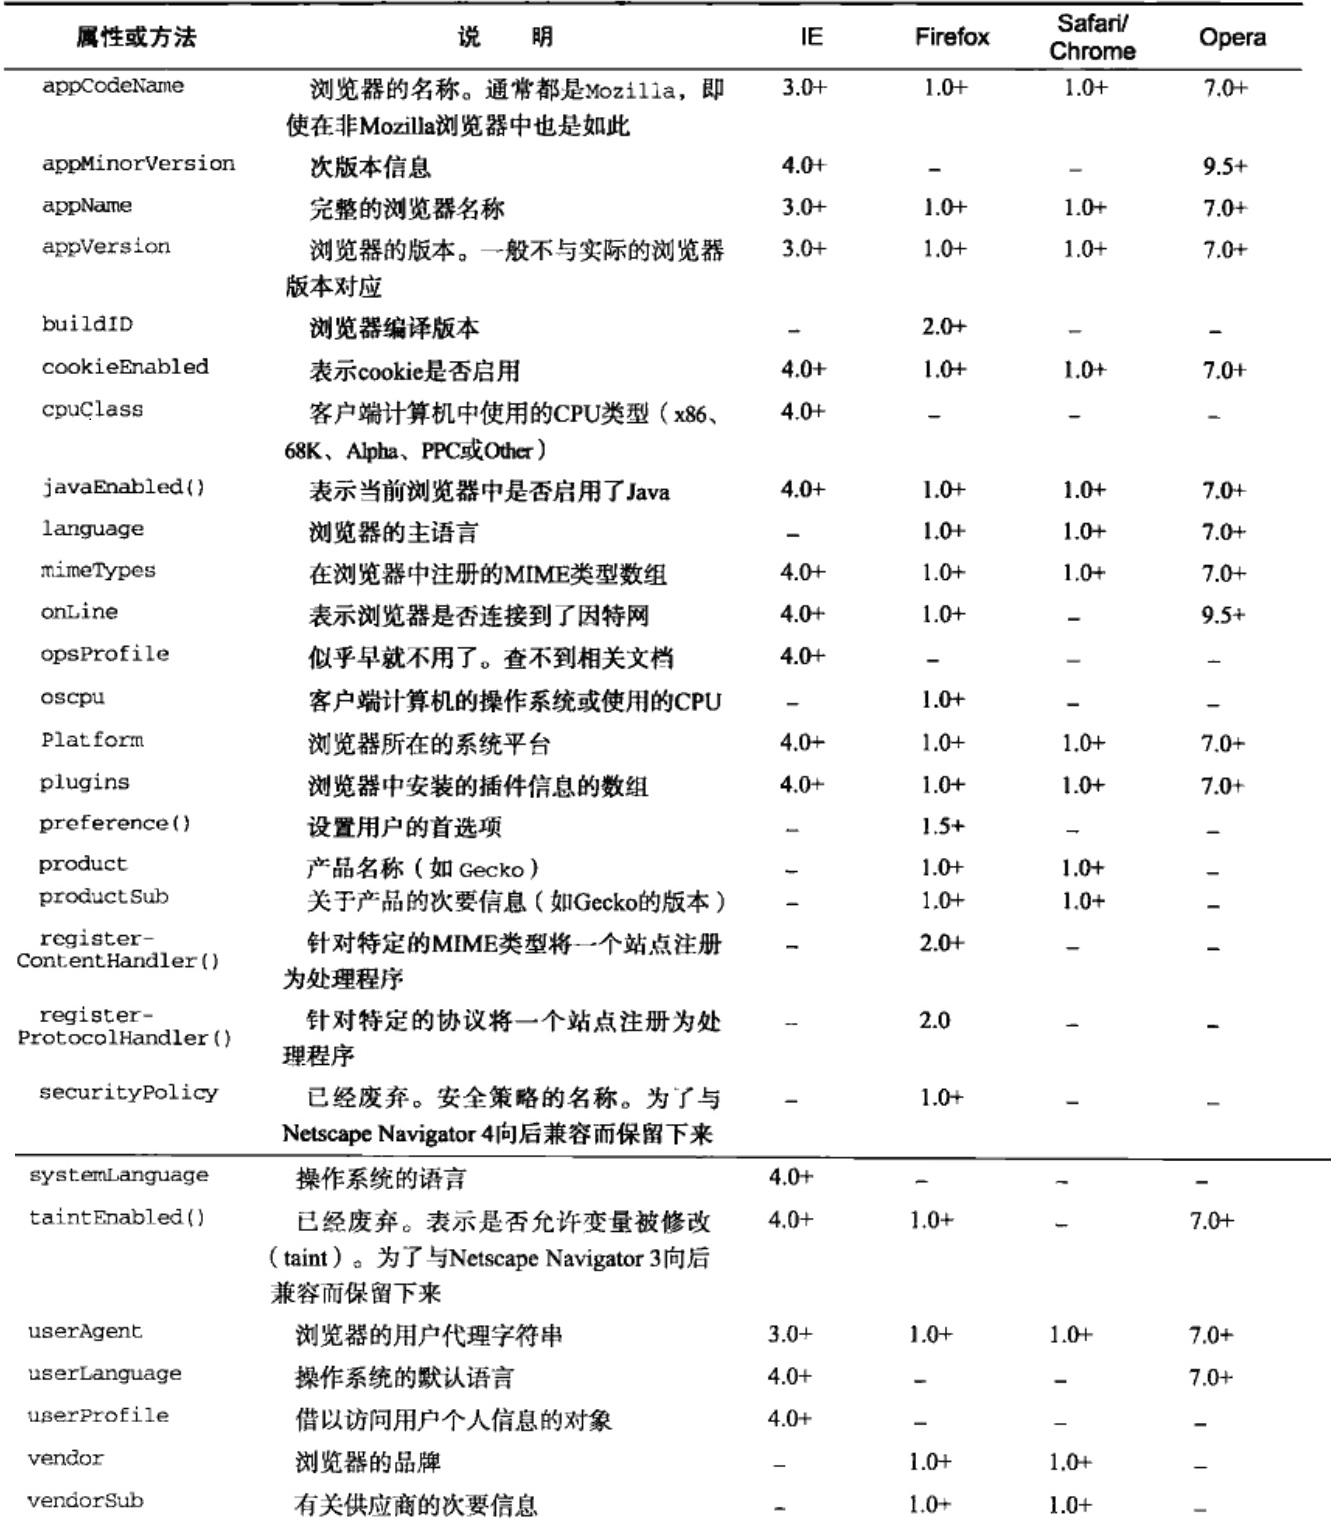 属性或方法 说 明 IE Firefox Safari/ Chrome Opera
appCodeName 浏览器的名称。通常都是Mozilla，即 3.0+ 1.0+ 1.0+ 7.0+
使在非Mozilla浏览器中也是如此
appMinorVersion 次版本信息 4.0+ – – 9.5+
appName 完整的浏览器名称 3.0+ 1.0+ 1.0+ 7.0+
appVersion 浏览器的版本。一般不与实际的浏览器 3.0+ 1.0+ 1.0+ 7.0+
版本对应
buildID 浏览器编译版本 – 2.0+ – –
cookieEnabled 表示cookie是否启用 4.0+ 1.0+ 1.0+ 7.0+
cpuClass 客户端计算机中使用的CPU类型（x86、 4.0+ – – –
68K、Alpha、PPC或Other）
javaEnabled() 表示当前浏览器中是否启用了Java 4.0+ 1.0+ 1.0+ 7.0+
language 浏览器的主语言 – 1.0+ 1.0+ 7.0+
mimeTypes 在浏览器中注册的MIME类型数组 4.0+ 1.0+ 1.0+ 7.0+
onLine 表示浏览器是否连接到了因特网 4.0+ 1.0+ – 9.5+
opsProfile 似乎早就不用了。查不到相关文档 4.0+ – – –
oscpu 客户端计算机的操作系统或使用的CPU – 1.0+ – –
Platform 浏览器所在的系统平台 4.0+ 1.0+ 1.0+ 7.0+
plugins 浏览器中安装的插件信息的数组 4.0+ 1.0+ 1.0+ 7.0+
preference() 设置用户的首选项 – 1.5+ – –
product 产品名称（如 Gecko） – 1.0+ 1.0+ –
productSub 关于产品的次要信息（如Gecko的版本） – 1.0+ 1.0+ –
register- 针对特定的MIME类型将一个站点注册 – 2.0+ – –
ContentHandler() 为处理程序
register- 针对特定的协议将一个站点注册为处 – 2.0 – –
ProtocolHandler() 理程序
securityPolicy 已经废弃。安全策略的名称。为了与 – 1.0+ – –
Netscape Navigator 4向后兼容而保留下来
systemLanguage 操作系统的语言 4.0+ – – –
taintEnabled() 已经废弃。表示是否允许变量被修改 4.0+ 1.0+ – 7.0+
（taint）。为了与Netscape Navigator 3向后
兼容而保留下来
userAgent 浏览器的用户代理字符串 3.0+ 1.0+ 1.0+ 7.0+
userLanguage 操作系统的默认语言 4.0+ – – 7.0+
userProfile 借以访问用户个人信息的对象 4.0+ – – –
vendor 浏览器的品牌 – 1.0+ 1.0+ –
vendorSub 有关供应商的次要信息 – 1.0+ 1.0+ –